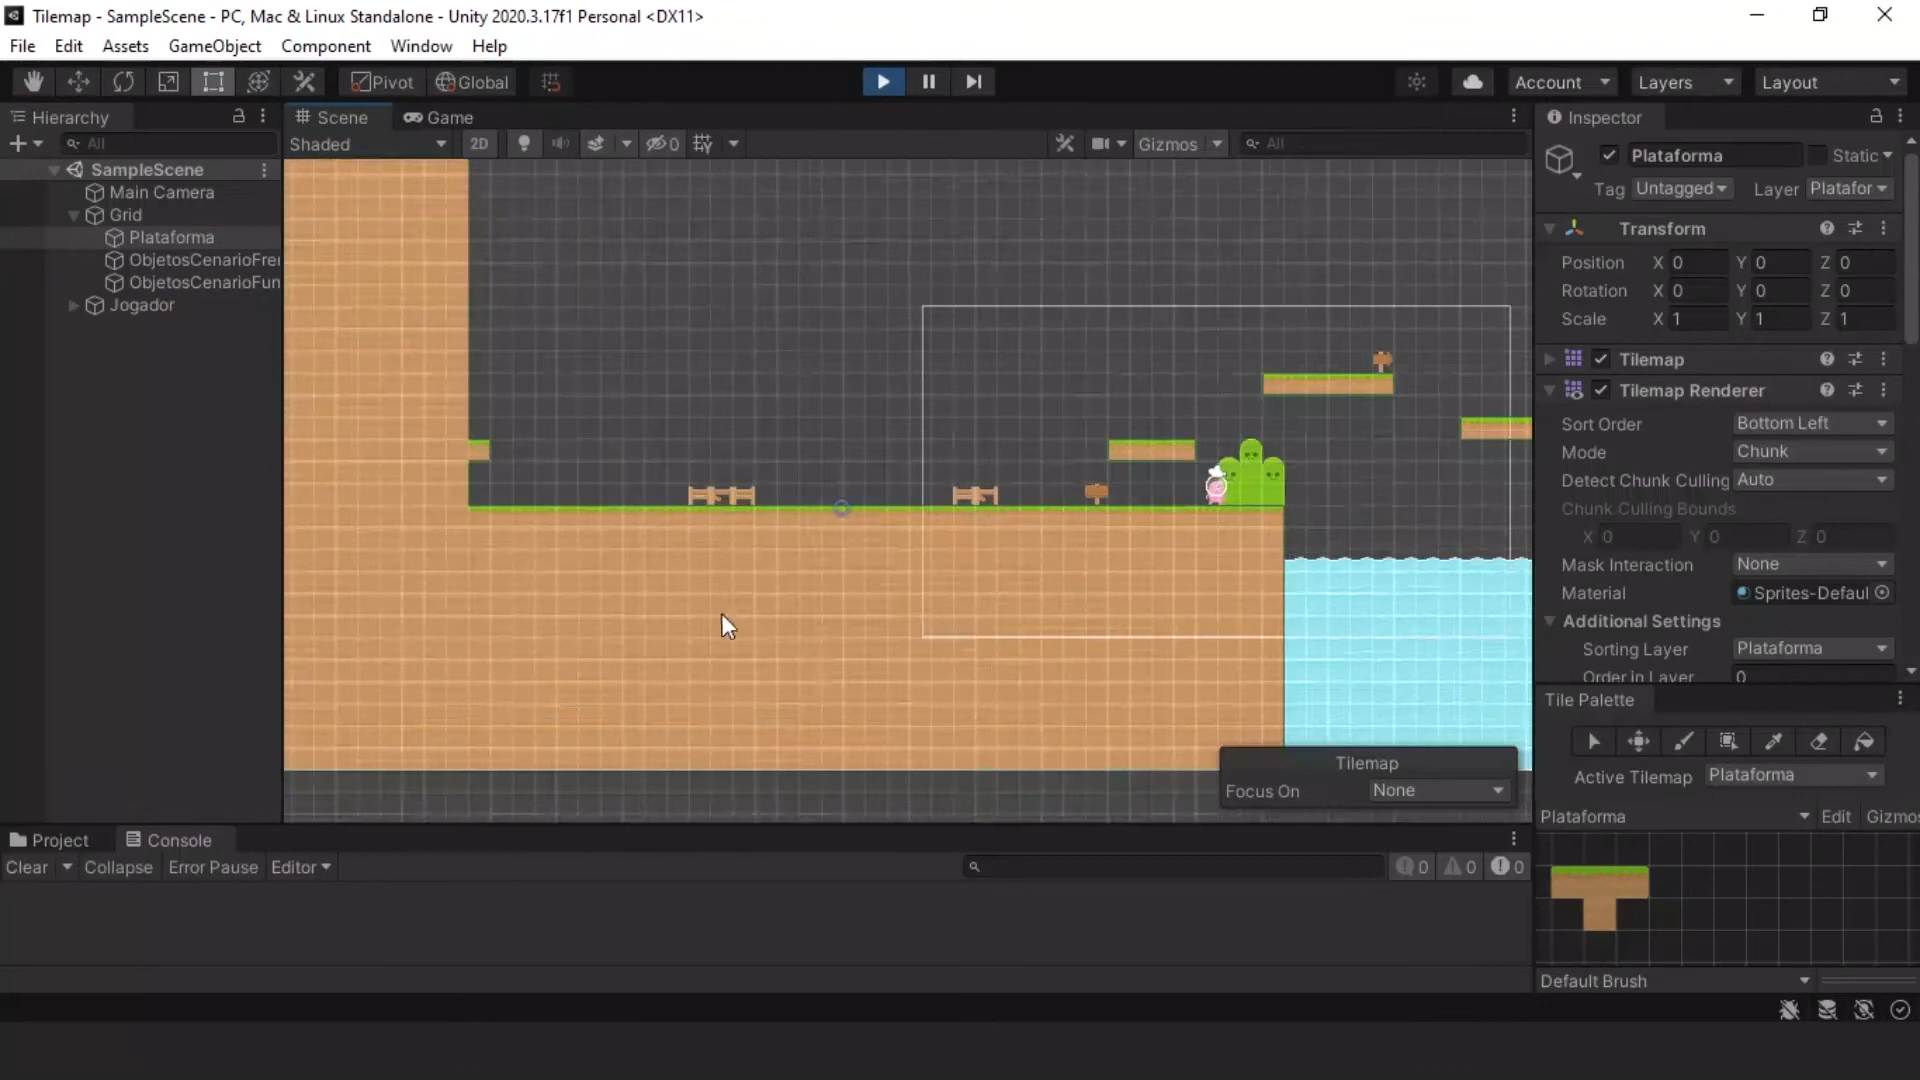 Tilemap - SampleScene - PC, Mac & Linux Standalone - Unity 2020.3.17f1 Personal <DX11>
File Edit Assets GameObject Component Window Help
Pivot Global Account Layers Layout
Hierarchy Scene Game Inspector
All Shaded 2D 0 Gizmos All
Plataforma Static
SampleScene
Main Camera
Grid
Plataforma
ObjetosCenarioFre
ObjetosCenarioFun
Jogador
Tag Untagged Layer Platafor
Transform
Position X 0 Y 0 Z 0
Rotation X 0 Y 0 Z 0
Scale X 1 Y 1 Z 1
Tilemap
Tilemap Renderer
Sort Order Bottom Left
Mode Chunk
Detect Chunk Culling Auto
Chunk Culling Bounds
X 0 Y 0 Z 0
Mask Interaction None
Material Sprites-Defaul
Additional Settings
Sorting Layer Plataforma
Order in Layer 0
Tile Palette
Active Tilemap Plataforma
Plataforma Edit Gizmos
Default Brush
Tilemap
Focus On None
Project Console
Clear Collapse Error Pause Editor 0 0 0